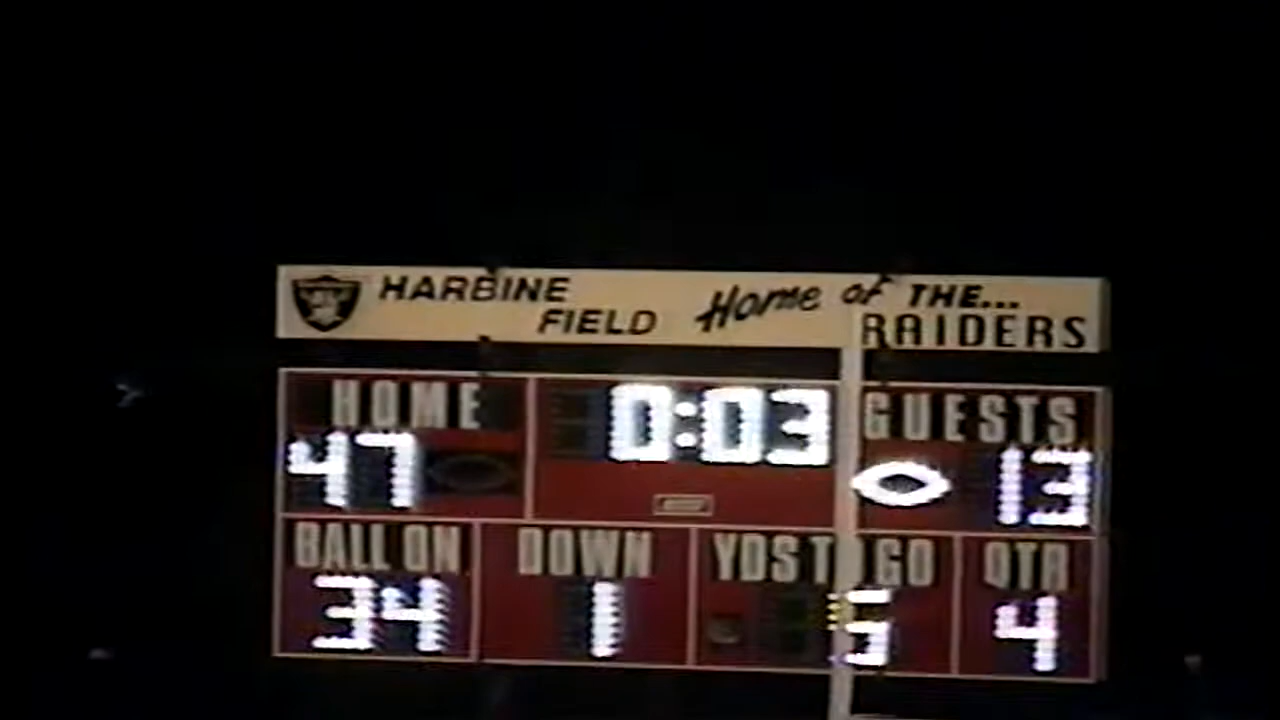 HARBINE
FIELD
Home of THE...
RAIDERS
HOME
0:03
GUESTS
47
13
BALL ON
DOWN
YDS TO GO
QTR
34
1
5
4